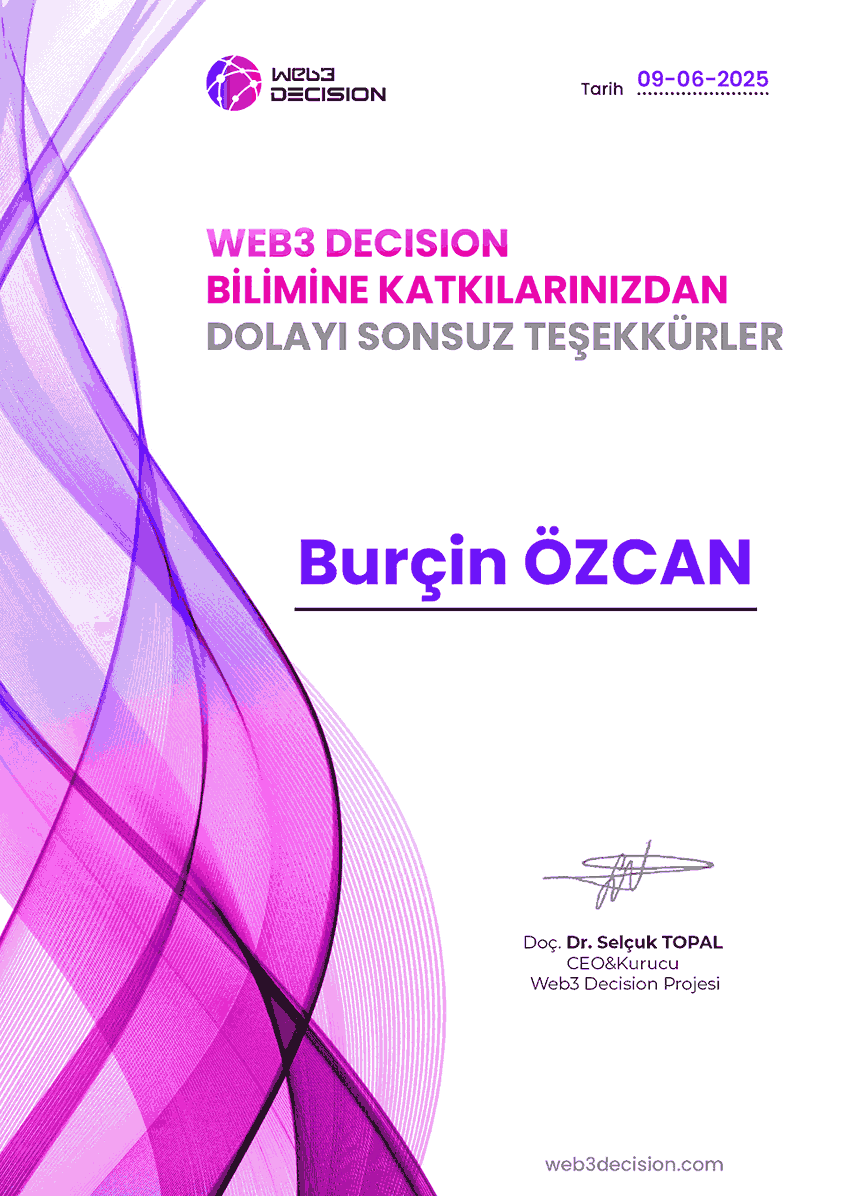 Web3
DECISION
Tarih 09-06-2025
WEB3 DECISION
BİLİMİNE KATKILARINIZDAN
DOLAYI SONSUZ TEŞEKKÜRLER
Burçin ÖZCAN
Doç. Dr. Selçuk TOPAL
CEO&Kurucu
Web3 Decision Projesi
web3decision.com